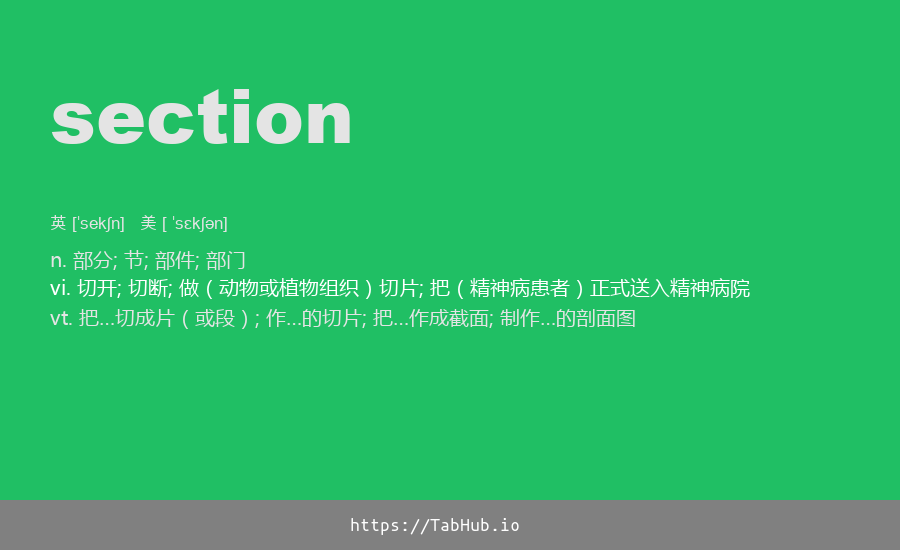 section
英 [ˈsekʃn]   美 [ ˈsɛkʃən]
n. 部分; 节; 部件; 部门
vi. 切开; 切断; 做（动物或植物组织）切片; 把（精神病患者）正式送入精神病院
vt. 把...切成片（或段）; 作...的切片; 把...作成截面; 制作...的剖面图
https://TabHub.io